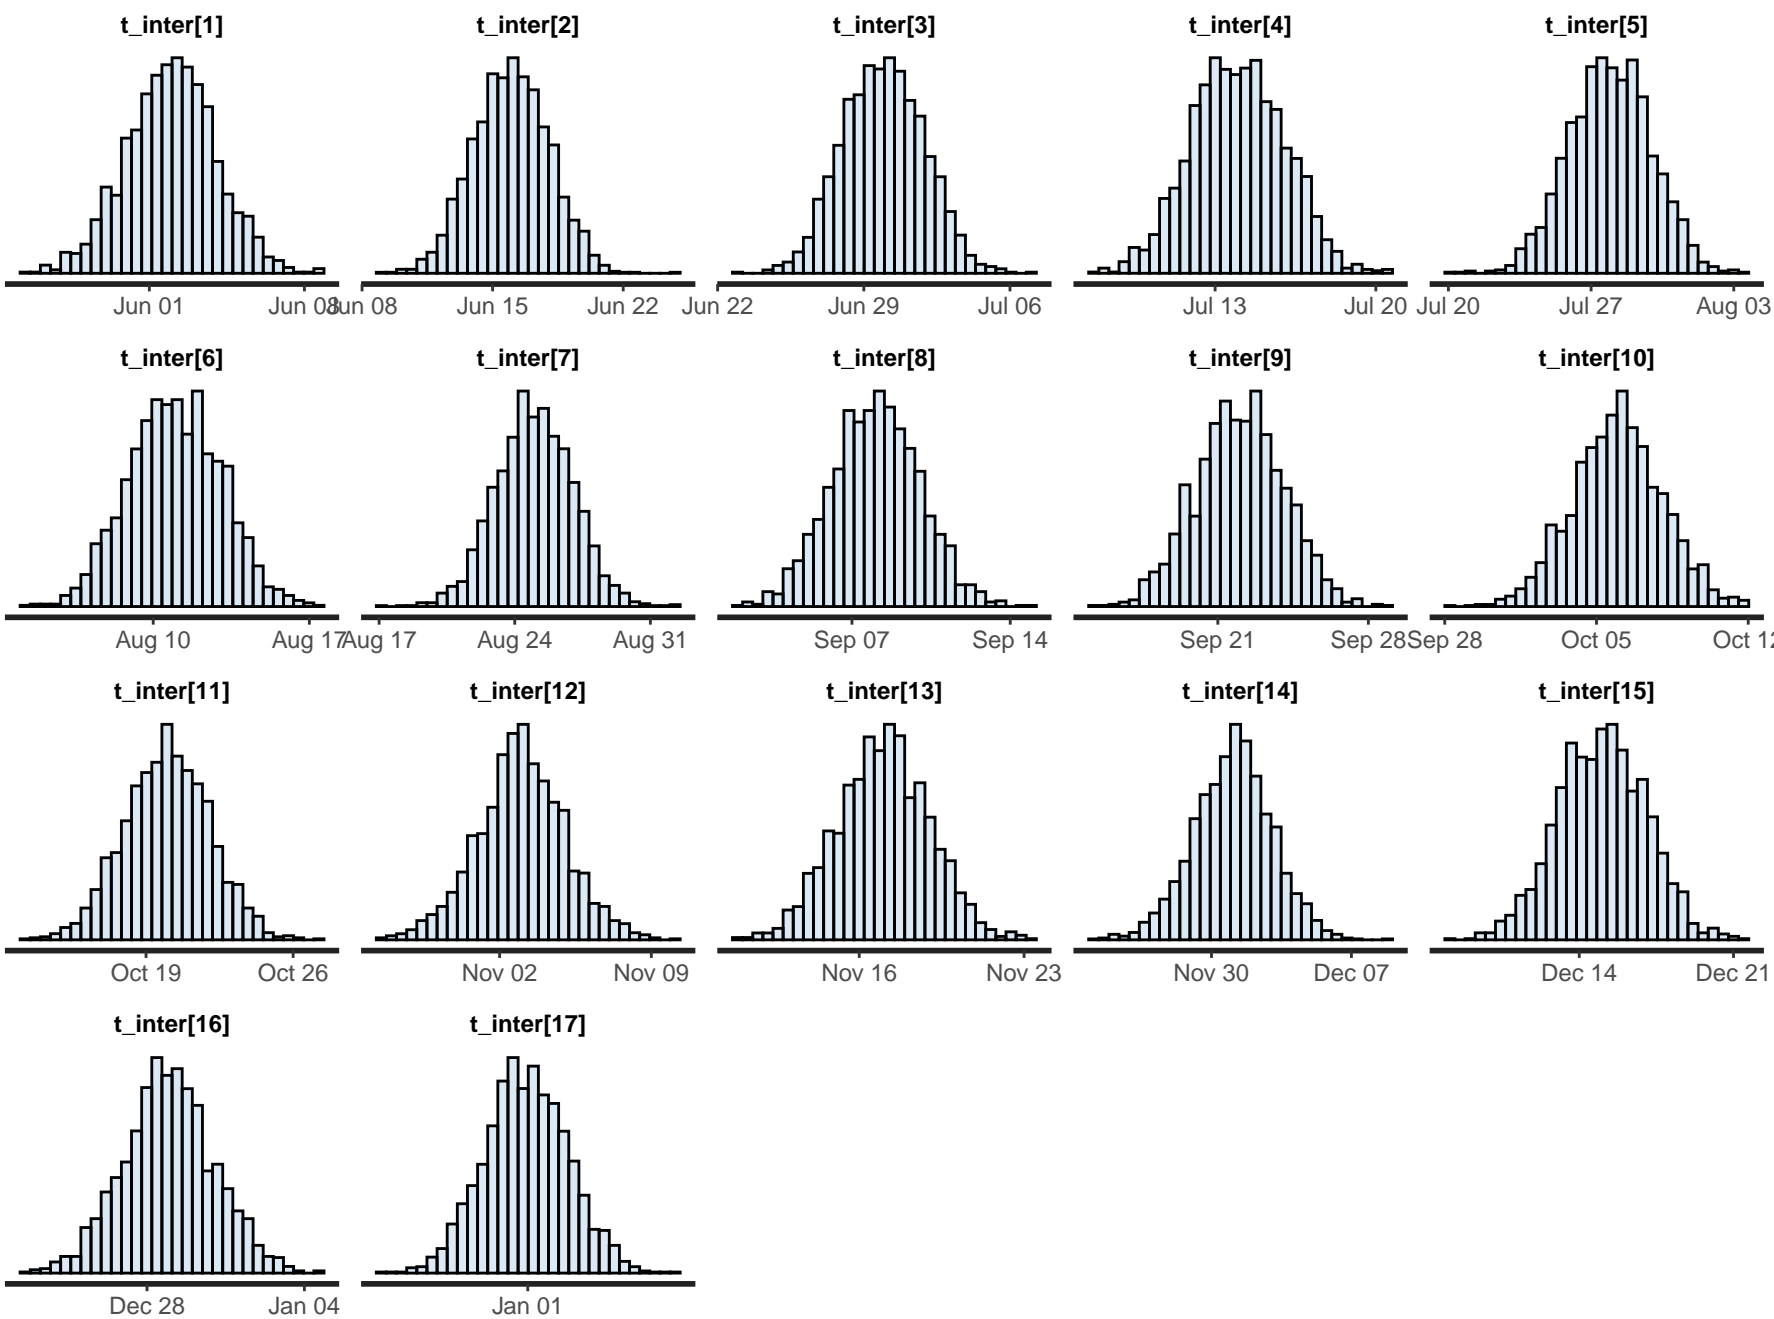 t_inter[1] t_inter[2] t_inter[3] t_inter[4] t_inter[5]
Jun 01 Jun 08 Jun 08 Jun 15 Jun 22 Jun 22 Jun 29 Jul 06 Jul 13 Jul 20 Jul 20 Jul 27 Aug 03
t_inter[6] t_inter[7] t_inter[8] t_inter[9] t_inter[10]
Aug 10 Aug 17 Aug 17 Aug 24 Aug 31 Sep 07 Sep 14 Sep 21 Sep 28 Sep 28 Oct 05 Oct 12
t_inter[11] t_inter[12] t_inter[13] t_inter[14] t_inter[15]
Oct 19 Oct 26 Nov 02 Nov 09 Nov 16 Nov 23 Nov 30 Dec 07 Dec 14 Dec 21
t_inter[16] t_inter[17]
Dec 28 Jan 04 Jan 01